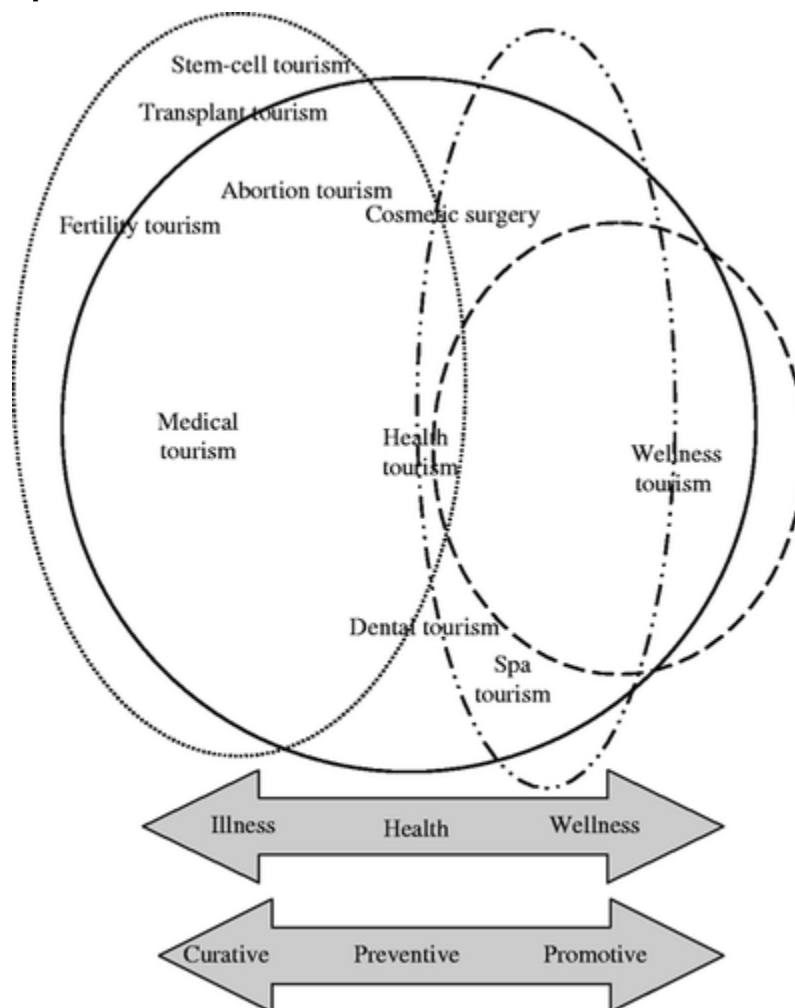 Stem-cell tourism
Transplant tourism
Abortion tourism
Cosmetic surgery
Fertility tourism
Medical
tourism
Health
tourism
Wellness
tourism
Dental tourism
Spa
tourism
Illness Health Wellness
Curative Preventive Promotive